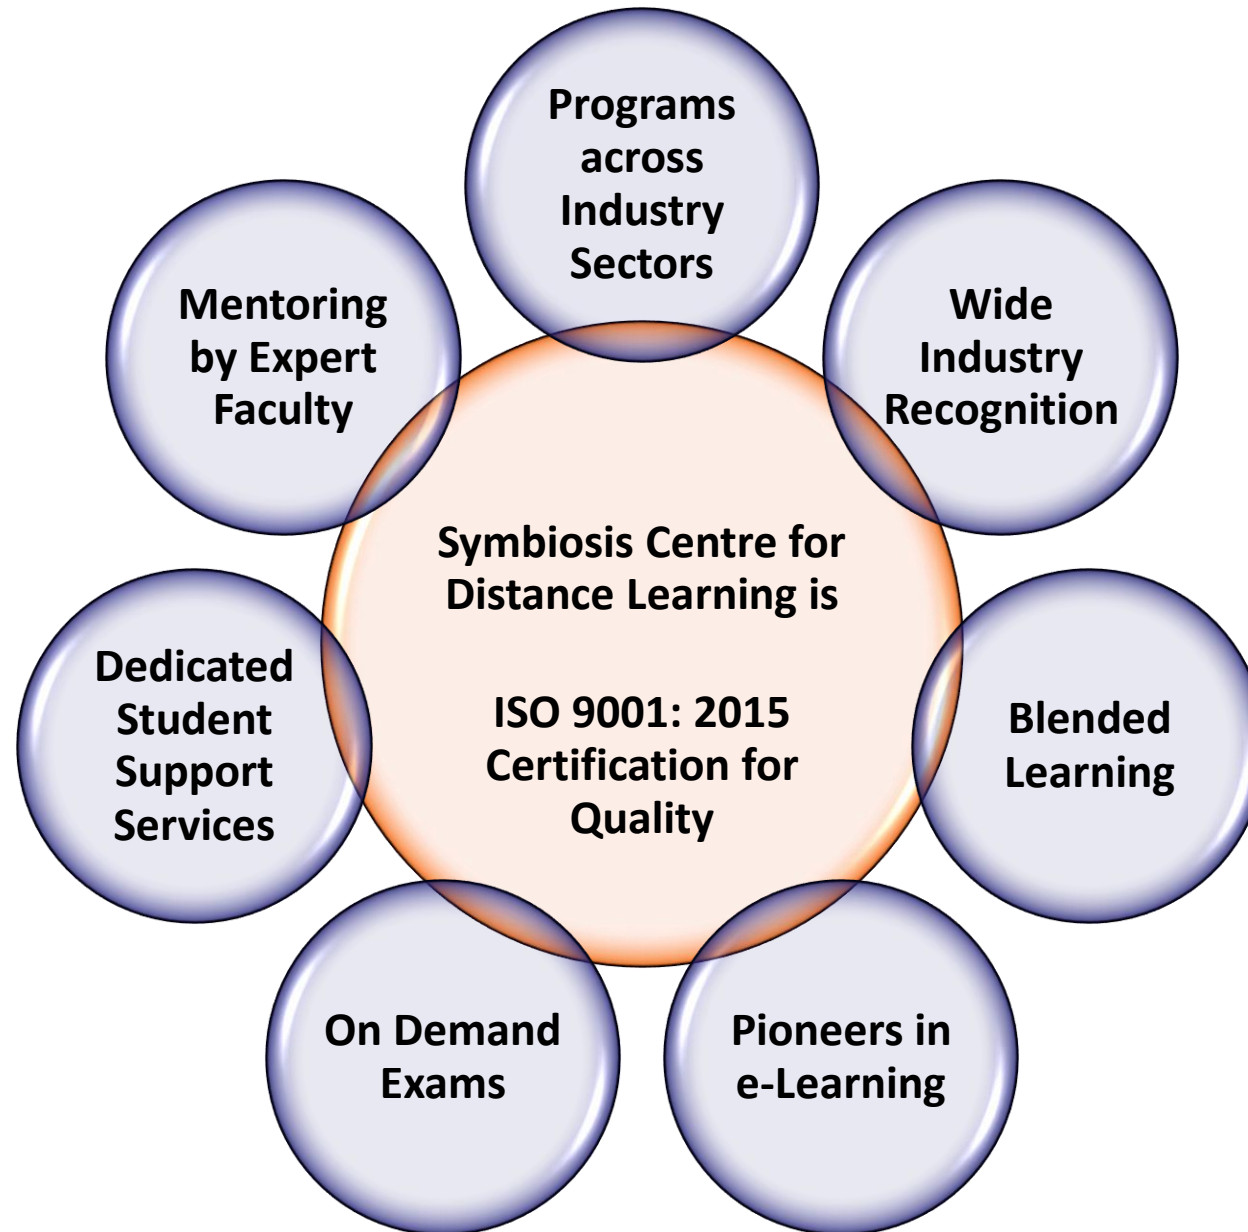 Programs
across
Industry
Sectors
Wide
Industry
Recognition
Blended
Learning
Pioneers in
e-Learning
On Demand
Exams
Dedicated
Student
Support
Services
Mentoring
by Expert
Faculty
Symbiosis Centre for
Distance Learning is
ISO 9001: 2015
Certification for
Quality